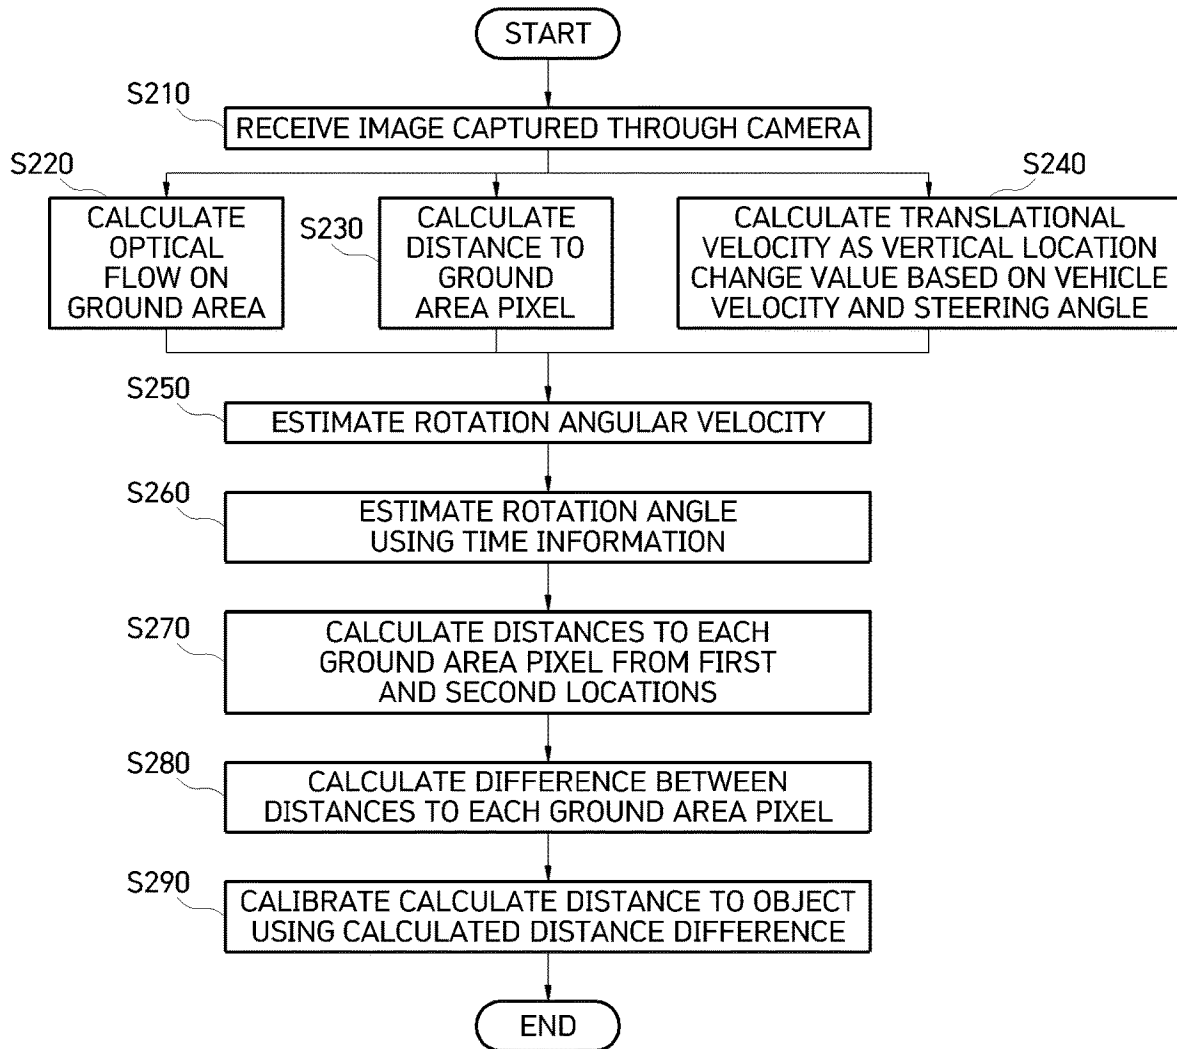 START
S210
RECEIVE IMAGE CAPTURED THROUGH CAMERA
S220
CALCULATE
OPTICAL
FLOW ON
GROUND AREA
S230
CALCULATE
DISTANCE TO
GROUND
AREA PIXEL
S240
CALCULATE TRANSLATIONAL
VELOCITY AS VERTICAL LOCATION
CHANGE VALUE BASED ON VEHICLE
VELOCITY AND STEERING ANGLE
S250
ESTIMATE ROTATION ANGULAR VELOCITY
S260
ESTIMATE ROTATION ANGLE
USING TIME INFORMATION
S270
CALCULATE DISTANCES TO EACH
GROUND AREA PIXEL FROM FIRST
AND SECOND LOCATIONS
S280
CALCULATE DIFFERENCE BETWEEN
DISTANCES TO EACH GROUND AREA PIXEL
S290
CALIBRATE CALCULATE DISTANCE TO OBJECT
USING CALCULATED DISTANCE DIFFERENCE
END